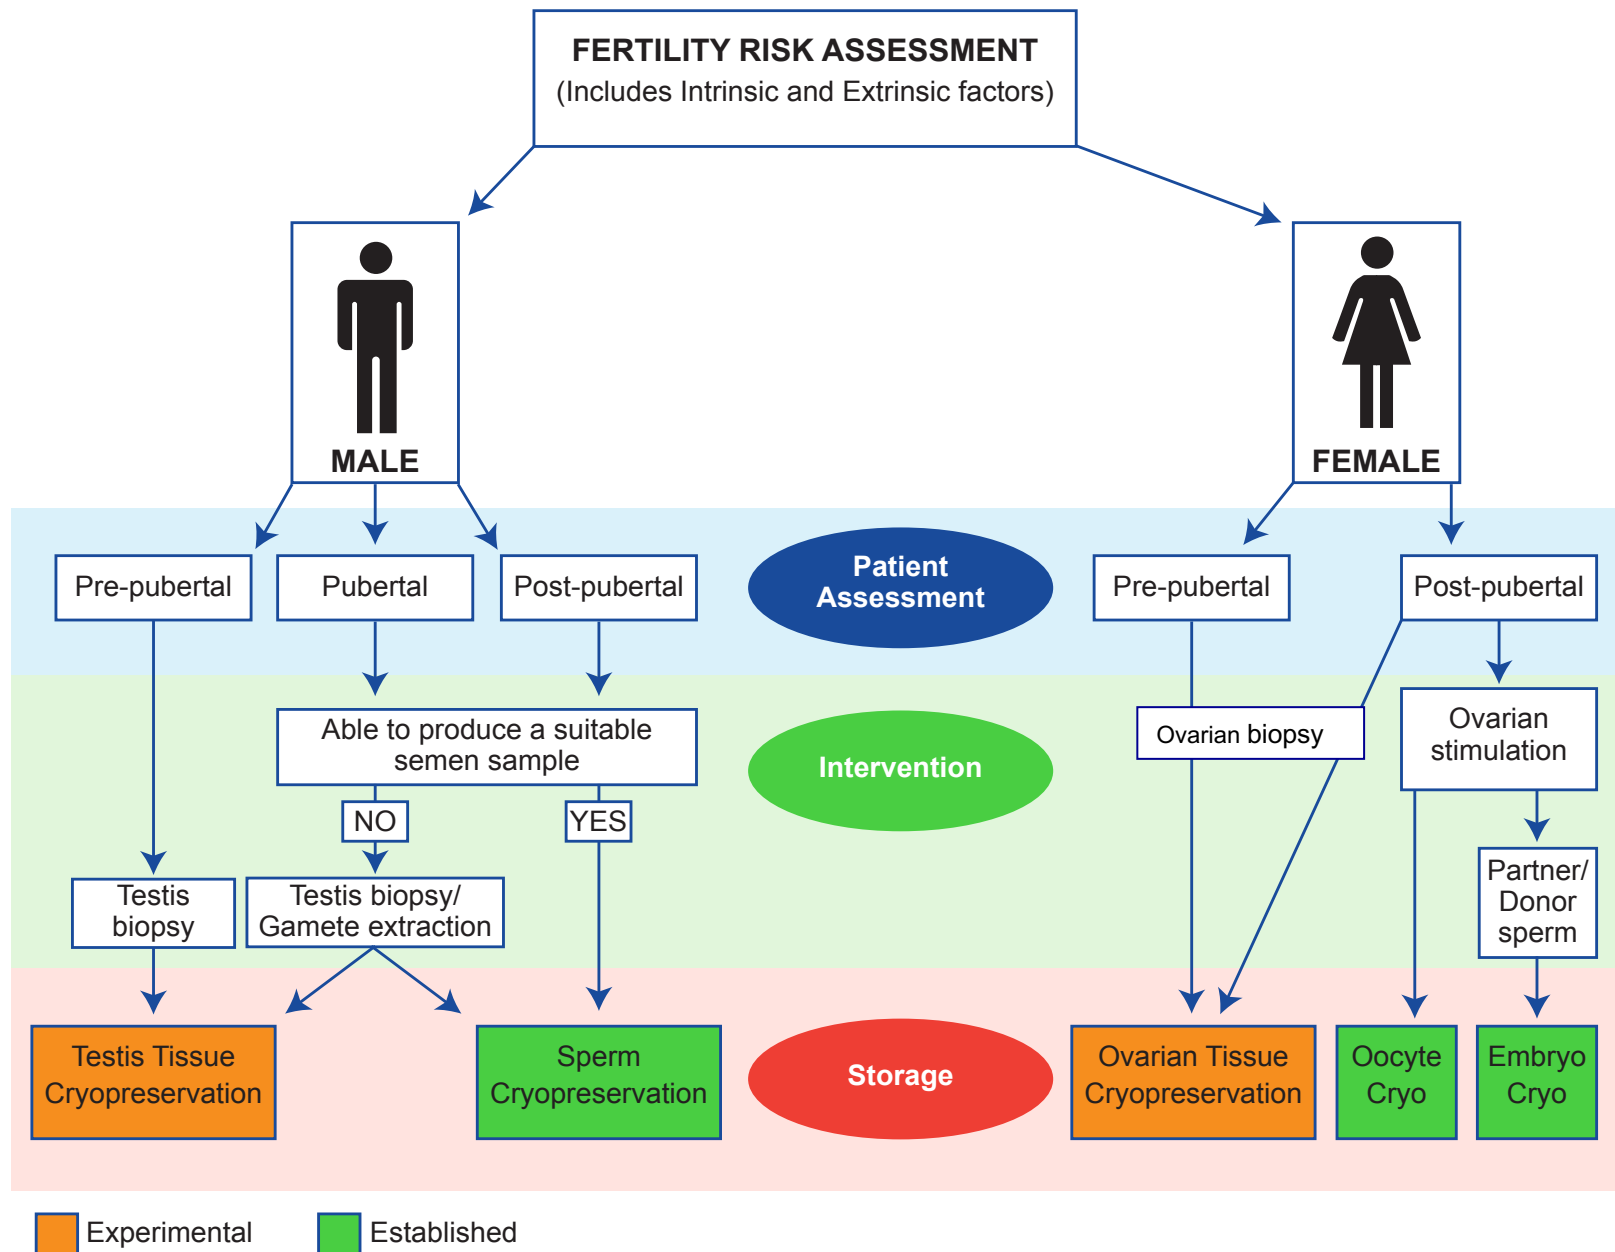 FERTILITY RISK ASSESSMENT
(Includes Intrinsic and Extrinsic factors)
MALE
FEMALE
Pre-pubertal
Pubertal
Post-pubertal
Patient
Assessment
Pre-pubertal
Post-pubertal
Able to produce a suitable
semen sample
NO
YES
Intervention
Ovarian biopsy
Ovarian
stimulation
Testis
biopsy
Testis biopsy/
Gamete extraction
Partner/
Donor
sperm
Testis Tissue
Cryopreservation
Sperm
Cryopreservation
Storage
Ovarian Tissue
Cryopreservation
Oocyte
Cryo
Embryo
Cryo
Experimental
Established